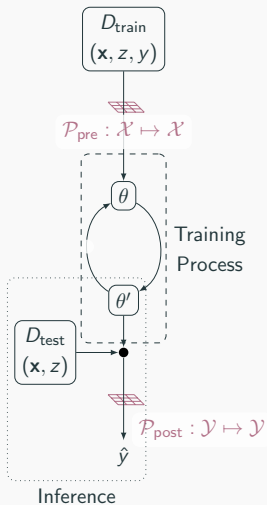 D_train
(𝐱, z, y)
𝒫_pre : 𝒳 ↦ 𝒳
θ
Training
Process
θ′
D_test
(𝐱, z)
𝒫_post : 𝒴 ↦ 𝒴
ŷ
Inference